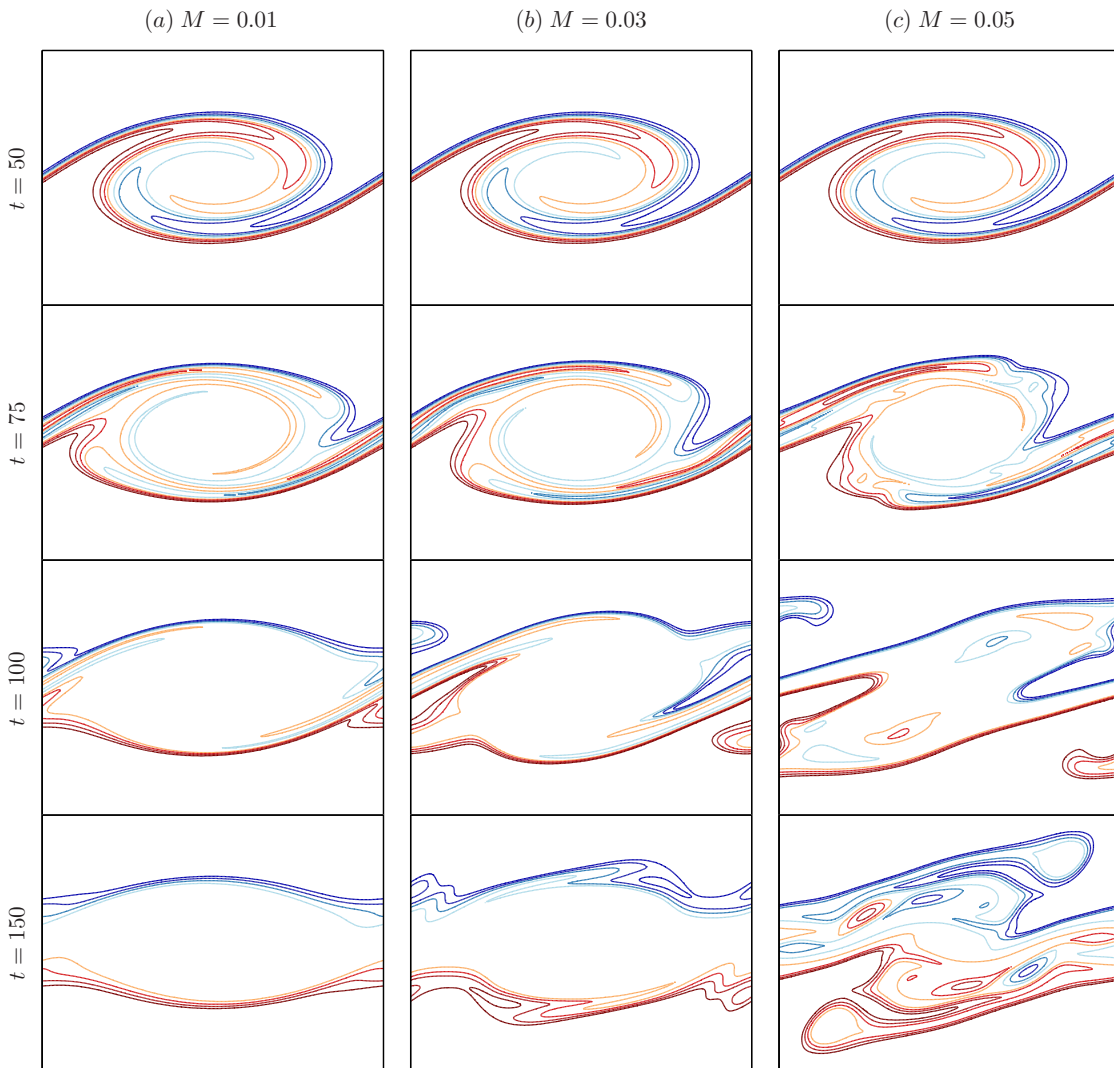 (a) M = 0.01
(b) M = 0.03
(c) M = 0.05
t = 50
t = 75
t = 100
t = 150